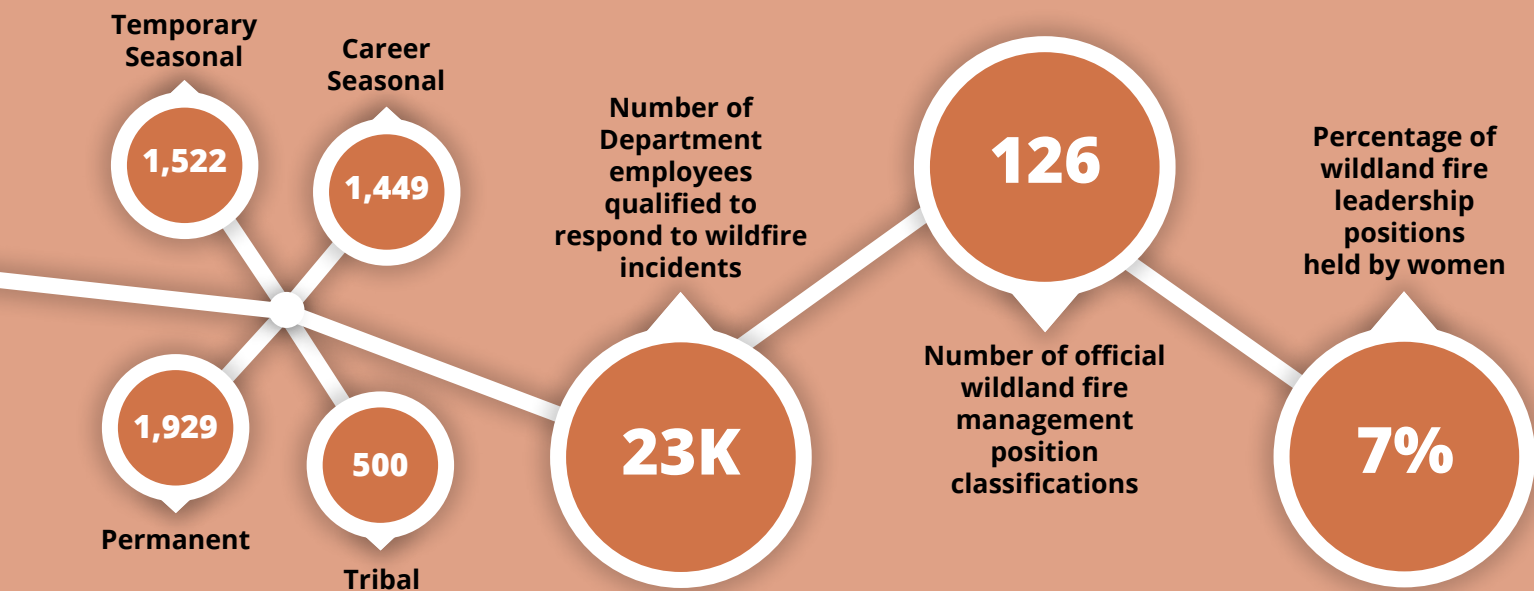 Temporary
Seasonal
1,522
Career
Seasonal
1,449
1,929
Permanent
500
Tribal
Number of
Department
employees
qualified to
respond to wildfire
incidents
23K
126
Number of official
wildland fire
management
position
classifications
Percentage of
wildland fire
leadership
positions
held by women
7%